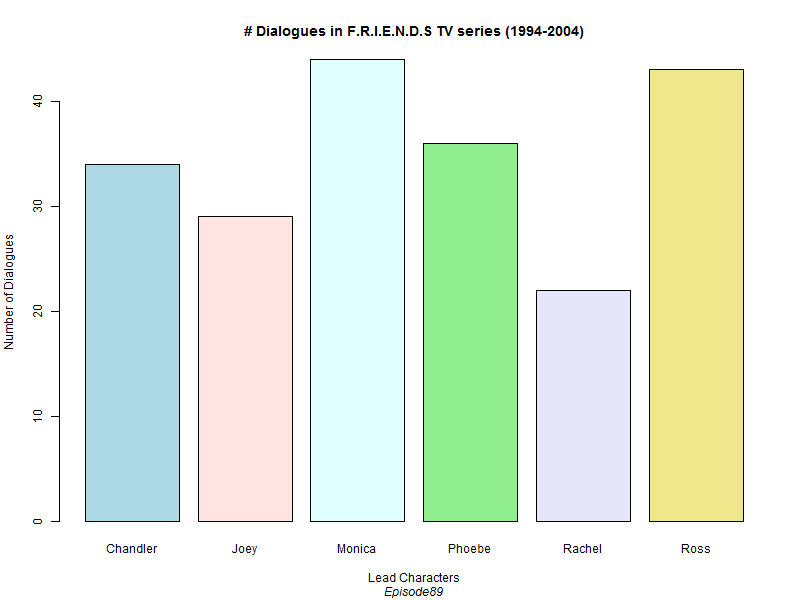 # Dialogues in F.R.I.E.N.D.S TV series (1994-2004)
Number of Dialogues
40
30
20
10
0
Chandler Joey Monica Phoebe Rachel Ross
Lead Characters
Episode89